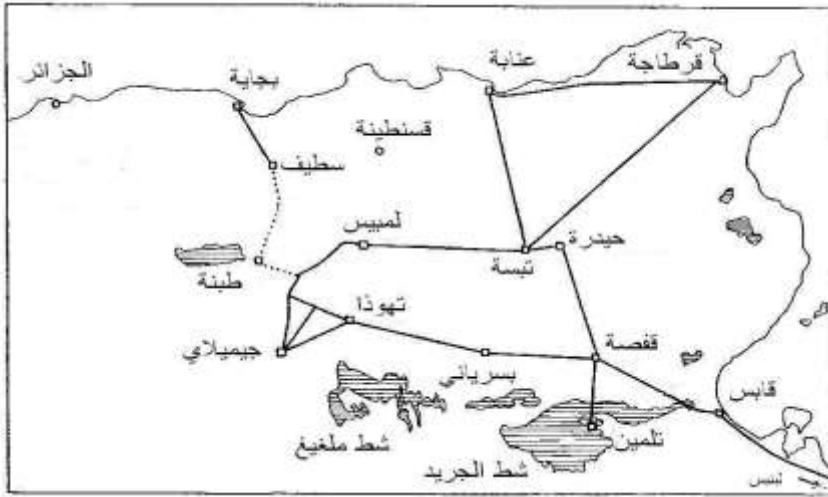 عنابة
قرطاجة
الجزائر
بجاية
قسنطينة
سطيف
لمبيس
حيدرة
تبسة
طبنة
تهوذا
قفصة
جيميلاي
بسرياني
قابس
تلمين
شط ملغيغ
شط الجريد
لبتيس